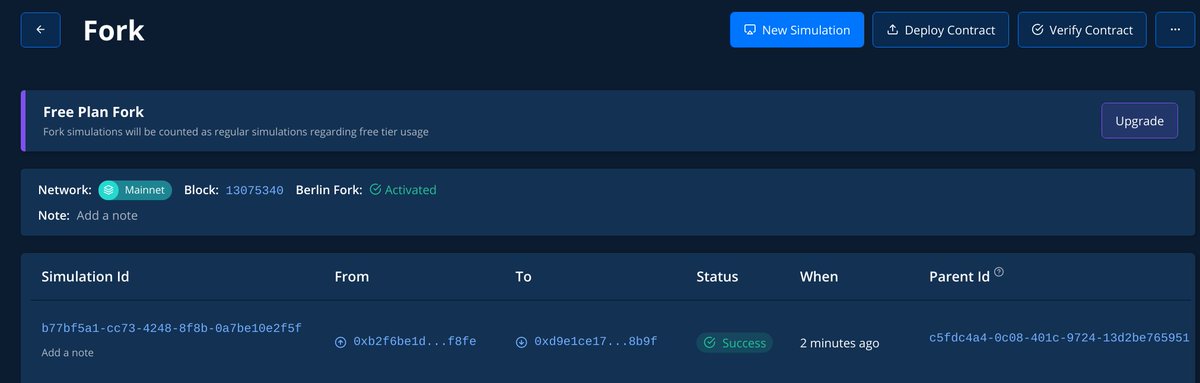 Fork
New Simulation
Deploy Contract
Verify Contract
...
Free Plan Fork
Fork simulations will be counted as regular simulations regarding free tier usage
Upgrade
Network: Mainnet Block: 13075340 Berlin Fork: Activated
Note: Add a note
Simulation Id From To Status When Parent Id ?
b77bf5a1-cc73-4248-8f8b-0a7be10e2f5f
Add a note
0xb2f6be1d...f8fe 0xd9e1ce17...8b9f Success 2 minutes ago c5fdc4a4-0c08-401c-9724-13d2be765951